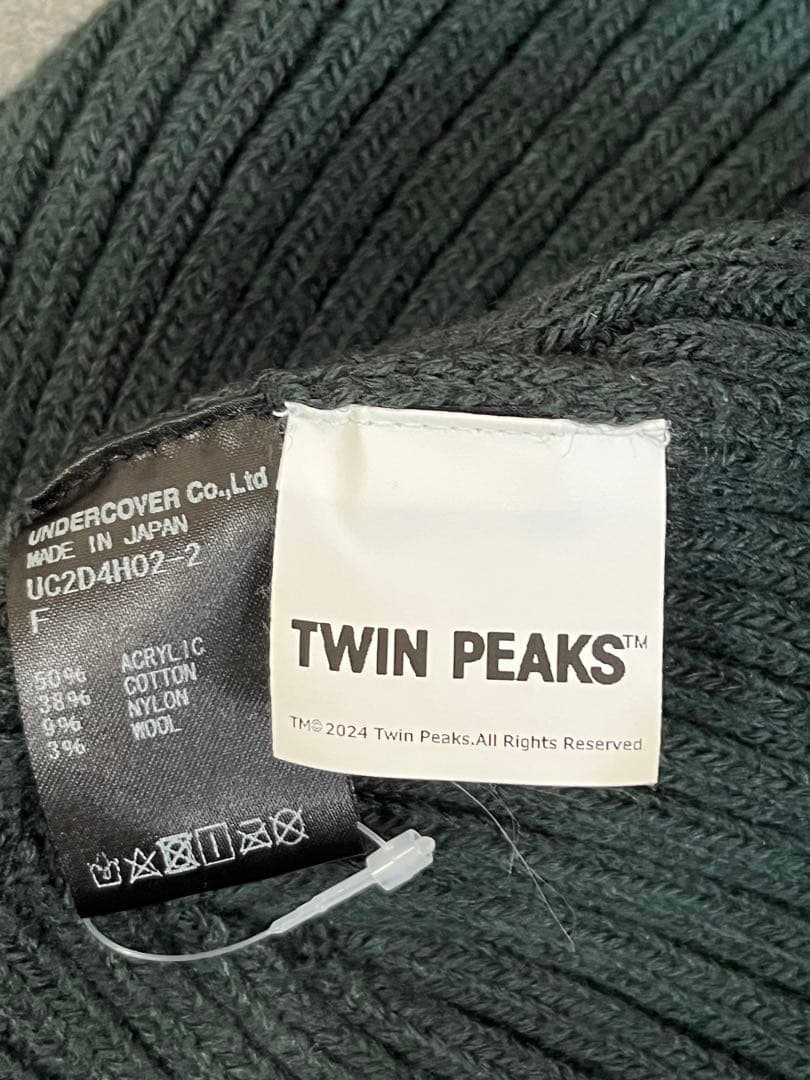 UNDERCOVER Co.,Ltd
MADE IN JAPAN
UC2D4H02-2
F
50% ACRYLIC
38% COTTON
9% NYLON
3% WOOL
TWIN PEAKS™
TM©2024 Twin Peaks.All Rights Reserved